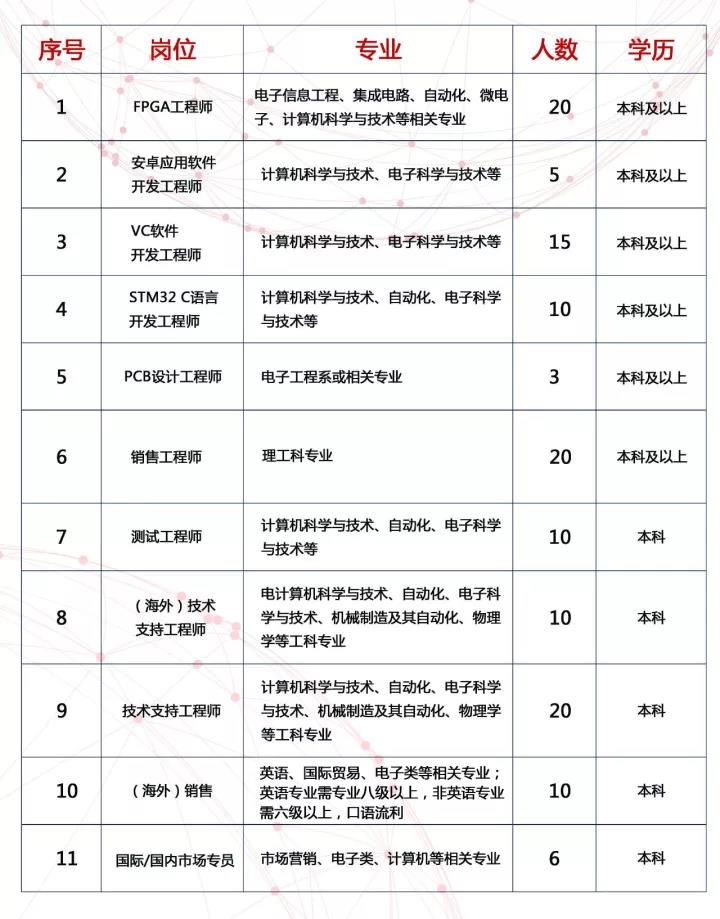 序号 岗位 专业 人数 学历
1 FPGA工程师 电子信息工程、集成电路、自动化、微电
子、计算机科学与技术等相关专业 20 本科及以上
2 安卓应用软件
开发工程师 计算机科学与技术、电子科学与技术等 5 本科及以上
3 VC软件
开发工程师 计算机科学与技术、电子科学与技术等 15 本科及以上
4 STM32 C语言
开发工程师 计算机科学与技术、自动化、电子科学
与技术等 10 本科及以上
5 PCB设计工程师 电子工程系或相关专业 3 本科及以上
6 销售工程师 理工科专业 20 本科及以上
7 测试工程师 计算机科学与技术、自动化、电子科学
与技术等 10 本科
8 （海外）技术
支持工程师 电计算机科学与技术、自动化、电子科
学与技术、机械制造及其自动化、物理
学等工科专业 10 本科
9 技术支持工程师 计算机科学与技术、自动化、电子科学
与技术、机械制造及其自动化、物理学
等工科专业 20 本科
10 （海外）销售 英语、国际贸易、电子类等相关专业；
英语专业需专业八级以上，非英语专业
需六级以上，口语流利 10 本科
11 国际/国内市场专员 市场营销、电子类、计算机等相关专业 6 本科